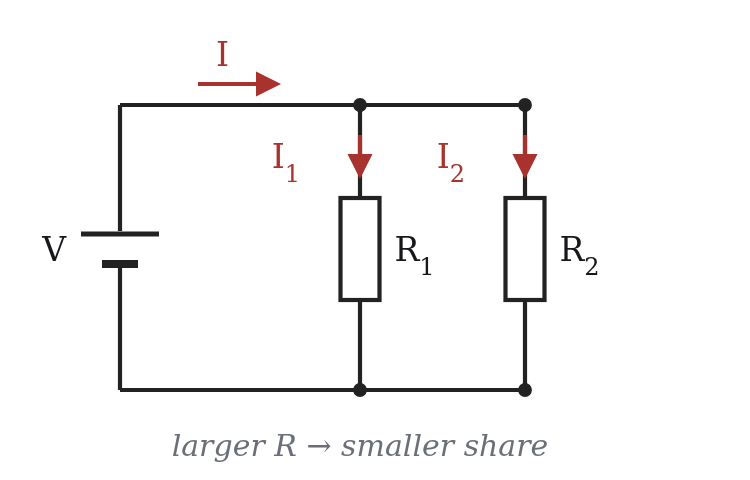 I
I₁
I₂
V
R₁
R₂
larger R → smaller share